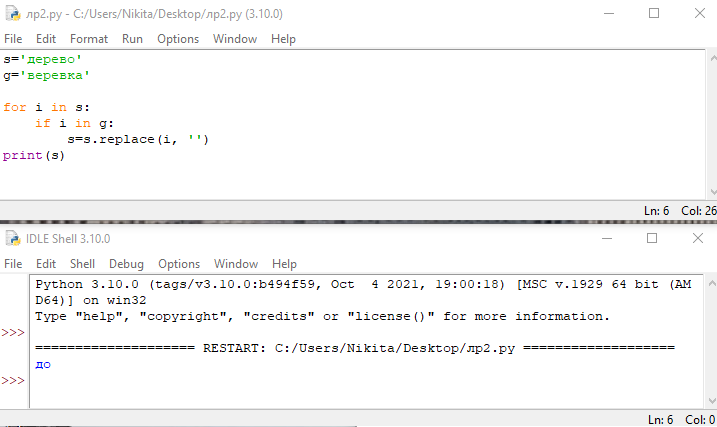 лр2.py - C:/Users/Nikita/Desktop/лр2.py (3.10.0)
File Edit Format Run Options Window Help
s='дерево'
g='веревка'
for i in s:
    if i in g:
        s=s.replace(i, '')
print(s)
Ln: 6 Col: 26
IDLE Shell 3.10.0
File Edit Shell Debug Options Window Help
Python 3.10.0 (tags/v3.10.0:b494f59, Oct  4 2021, 19:00:18) [MSC v.1929 64 bit (AM
D64)] on win32
Type "help", "copyright", "credits" or "license()" for more information.
>>>
==================== RESTART: C:/Users/Nikita/Desktop/лр2.py ===================
до
>>>
Ln: 6 Col: 0